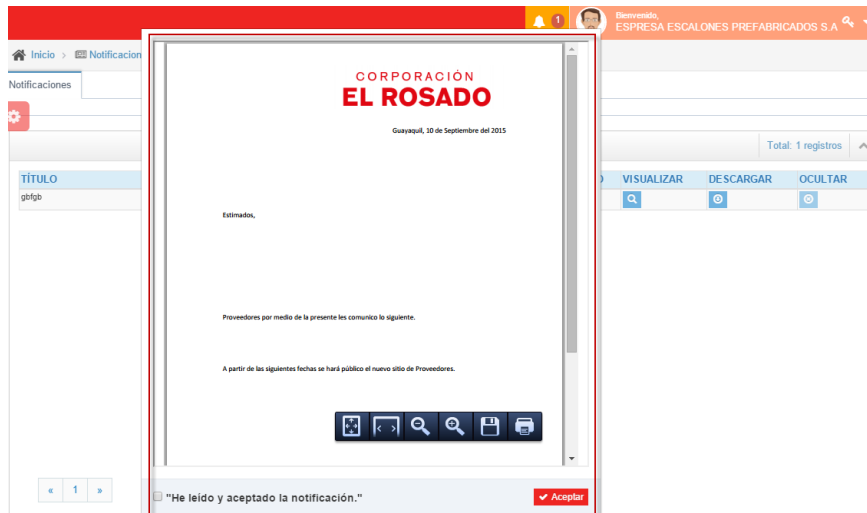 1
Bienvenido,
ESPRESA ESCALONES PREFABRICADOS S.A
Inicio > Notificacion
Notificaciones
CORPORACIÓN
EL ROSADO
Guayaquil, 10 de Septiembre del 2015
Total: 1 registros
TÍTULO VISUALIZAR DESCARGAR OCULTAR
gbfgb
Estimados,
Proveedores por medio de la presente les comunico lo siguiente.
A partir de las siguientes fechas se hará público el nuevo sitio de Proveedores.
« 1 »
"He leído y aceptado la notificación."
Aceptar